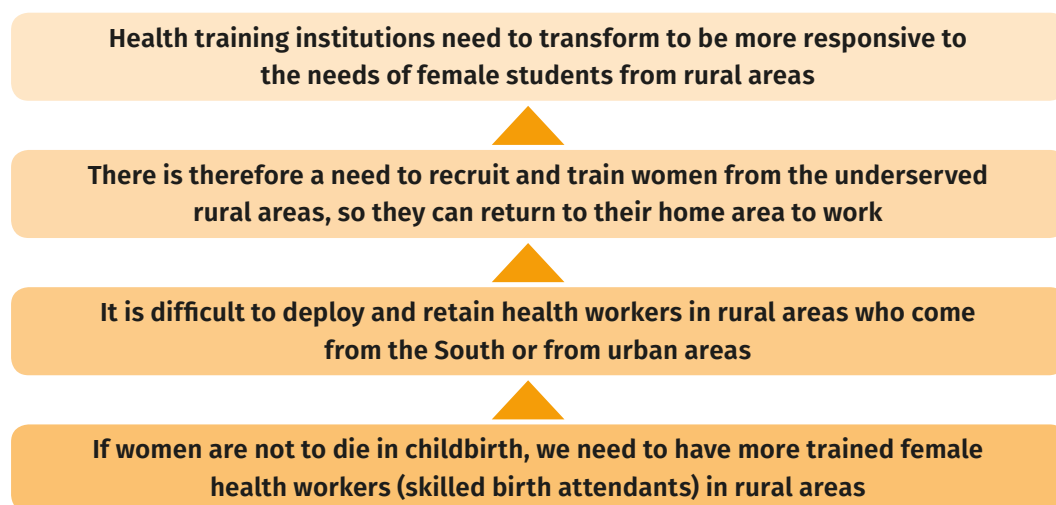 Health training institutions need to transform to be more responsive to
the needs of female students from rural areas
There is therefore a need to recruit and train women from the underserved
rural areas, so they can return to their home area to work
It is difficult to deploy and retain health workers in rural areas who come
from the South or from urban areas
If women are not to die in childbirth, we need to have more trained female
health workers (skilled birth attendants) in rural areas